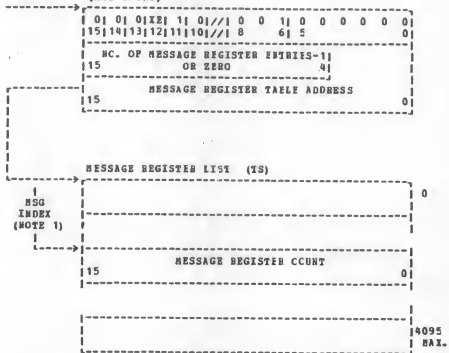 0| 0| 0|XE| 1| 0|//| 0 0 1| 0 0 0 0 0 0|
15|14|13|12|11|10|//| 8 6| 5 0|
NC. OF MESSAGE REGISTER ENTRIES-1|
15 OR ZERO 4|
MESSAGE REGISTER TABLE ADDRESS
15 0|
MESSAGE REGISTER LIST (TS)
0
MSG
INDEX
(NOTE 1)
MESSAGE REGISTER CCUNT
15 0|
4095
MAX.